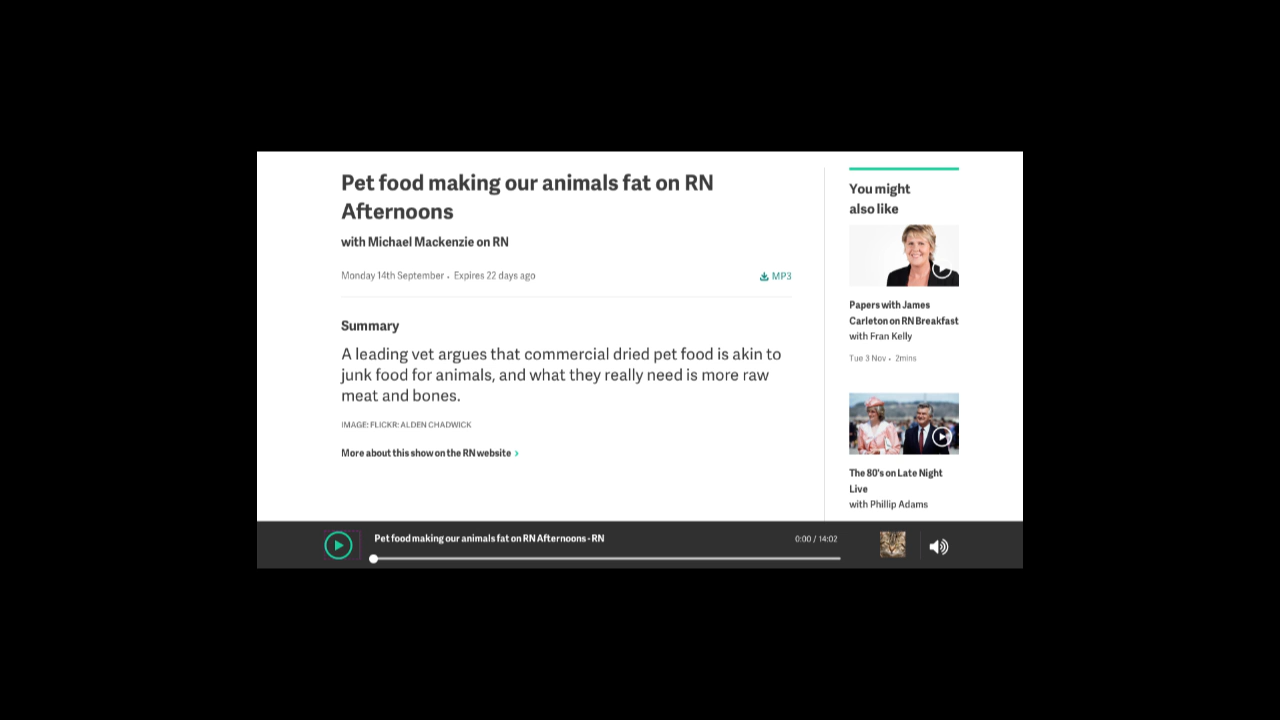 Pet food making our animals fat on RN
Afternoons
with Michael Mackenzie on RN
Monday 14th September • Expires 22 days ago
MP3
Summary
A leading vet argues that commercial dried pet food is akin to
junk food for animals, and what they really need is more raw
meat and bones.
IMAGE: FLICKR: ALDEN CHADWICK
More about this show on the RN website >
You might
also like
Papers with James
Carleton on RN Breakfast
with Fran Kelly
Tue 3 Nov • 2mins
The 80's on Late Night
Live
with Phillip Adams
Pet food making our animals fat on RN Afternoons - RN
0:00 / 14:02